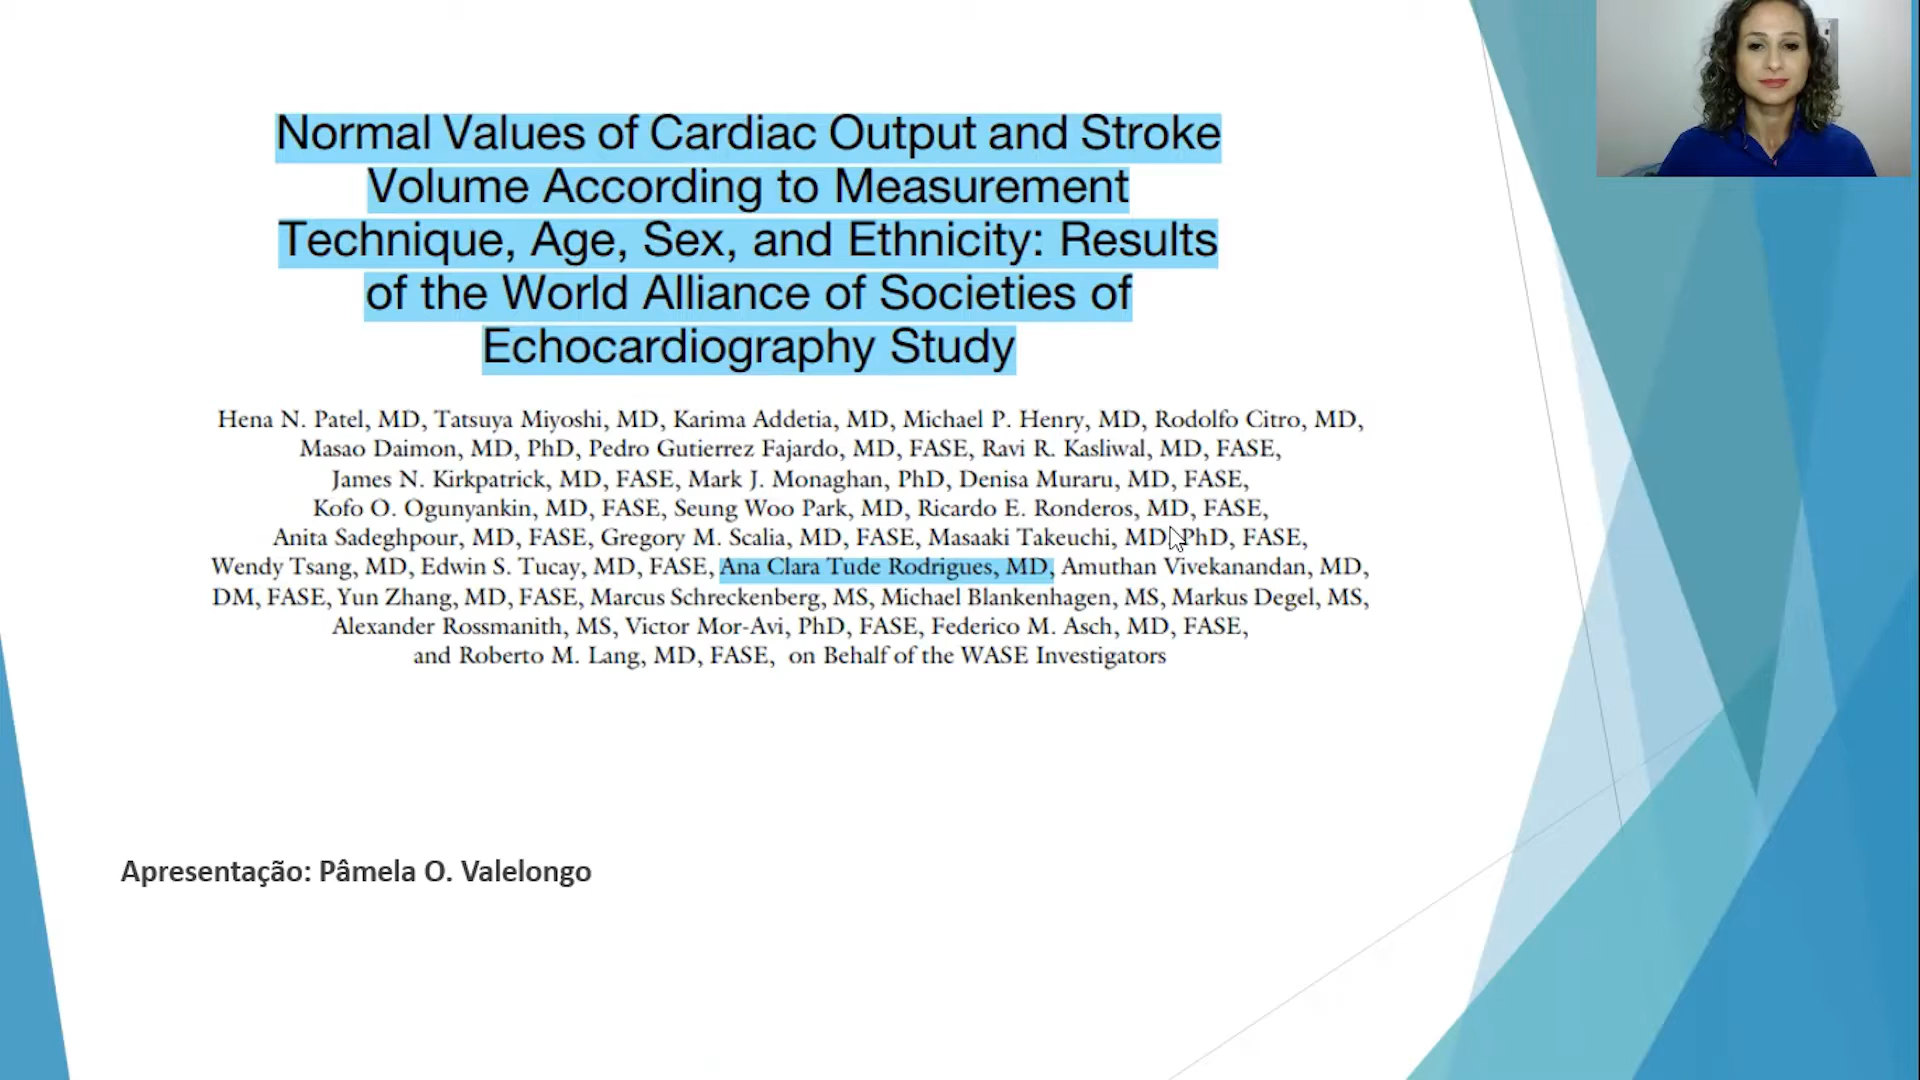 Normal Values of Cardiac Output and Stroke
Volume According to Measurement
Technique, Age, Sex, and Ethnicity: Results
of the World Alliance of Societies of
Echocardiography Study
Hena N. Patel, MD, Tatsuya Miyoshi, MD, Karima Addetia, MD, Michael P. Henry, MD, Rodolfo Citro, MD,
Masao Daimon, MD, PhD, Pedro Gutierrez Fajardo, MD, FASE, Ravi R. Kasliwal, MD, FASE,
James N. Kirkpatrick, MD, FASE, Mark J. Monaghan, PhD, Denisa Muraru, MD, FASE,
Kofo O. Ogunyankin, MD, FASE, Seung Woo Park, MD, Ricardo E. Ronderos, MD, FASE,
Anita Sadeghpour, MD, FASE, Gregory M. Scalia, MD, FASE, Masaaki Takeuchi, MD, PhD, FASE,
Wendy Tsang, MD, Edwin S. Tucay, MD, FASE, Ana Clara Tude Rodrigues, MD, Amuthan Vivekanandan, MD,
DM, FASE, Yun Zhang, MD, FASE, Marcus Schreckenberg, MS, Michael Blankenhagen, MS, Markus Degel, MS,
Alexander Rossmanith, MS, Victor Mor-Avi, PhD, FASE, Federico M. Asch, MD, FASE,
and Roberto M. Lang, MD, FASE, on Behalf of the WASE Investigators
Apresentação: Pâmela O. Valelongo